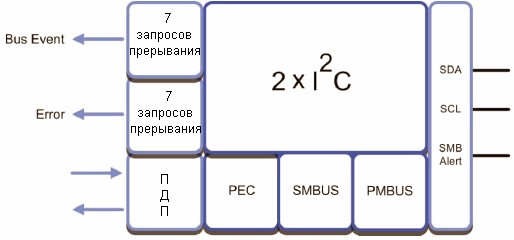 Bus Event
7
запросов
прерывания
Error
7
запросов
прерывания
П
Д
П
2 x I²C
PEC
SMBUS
PMBUS
SDA
SCL
SMB
Alert